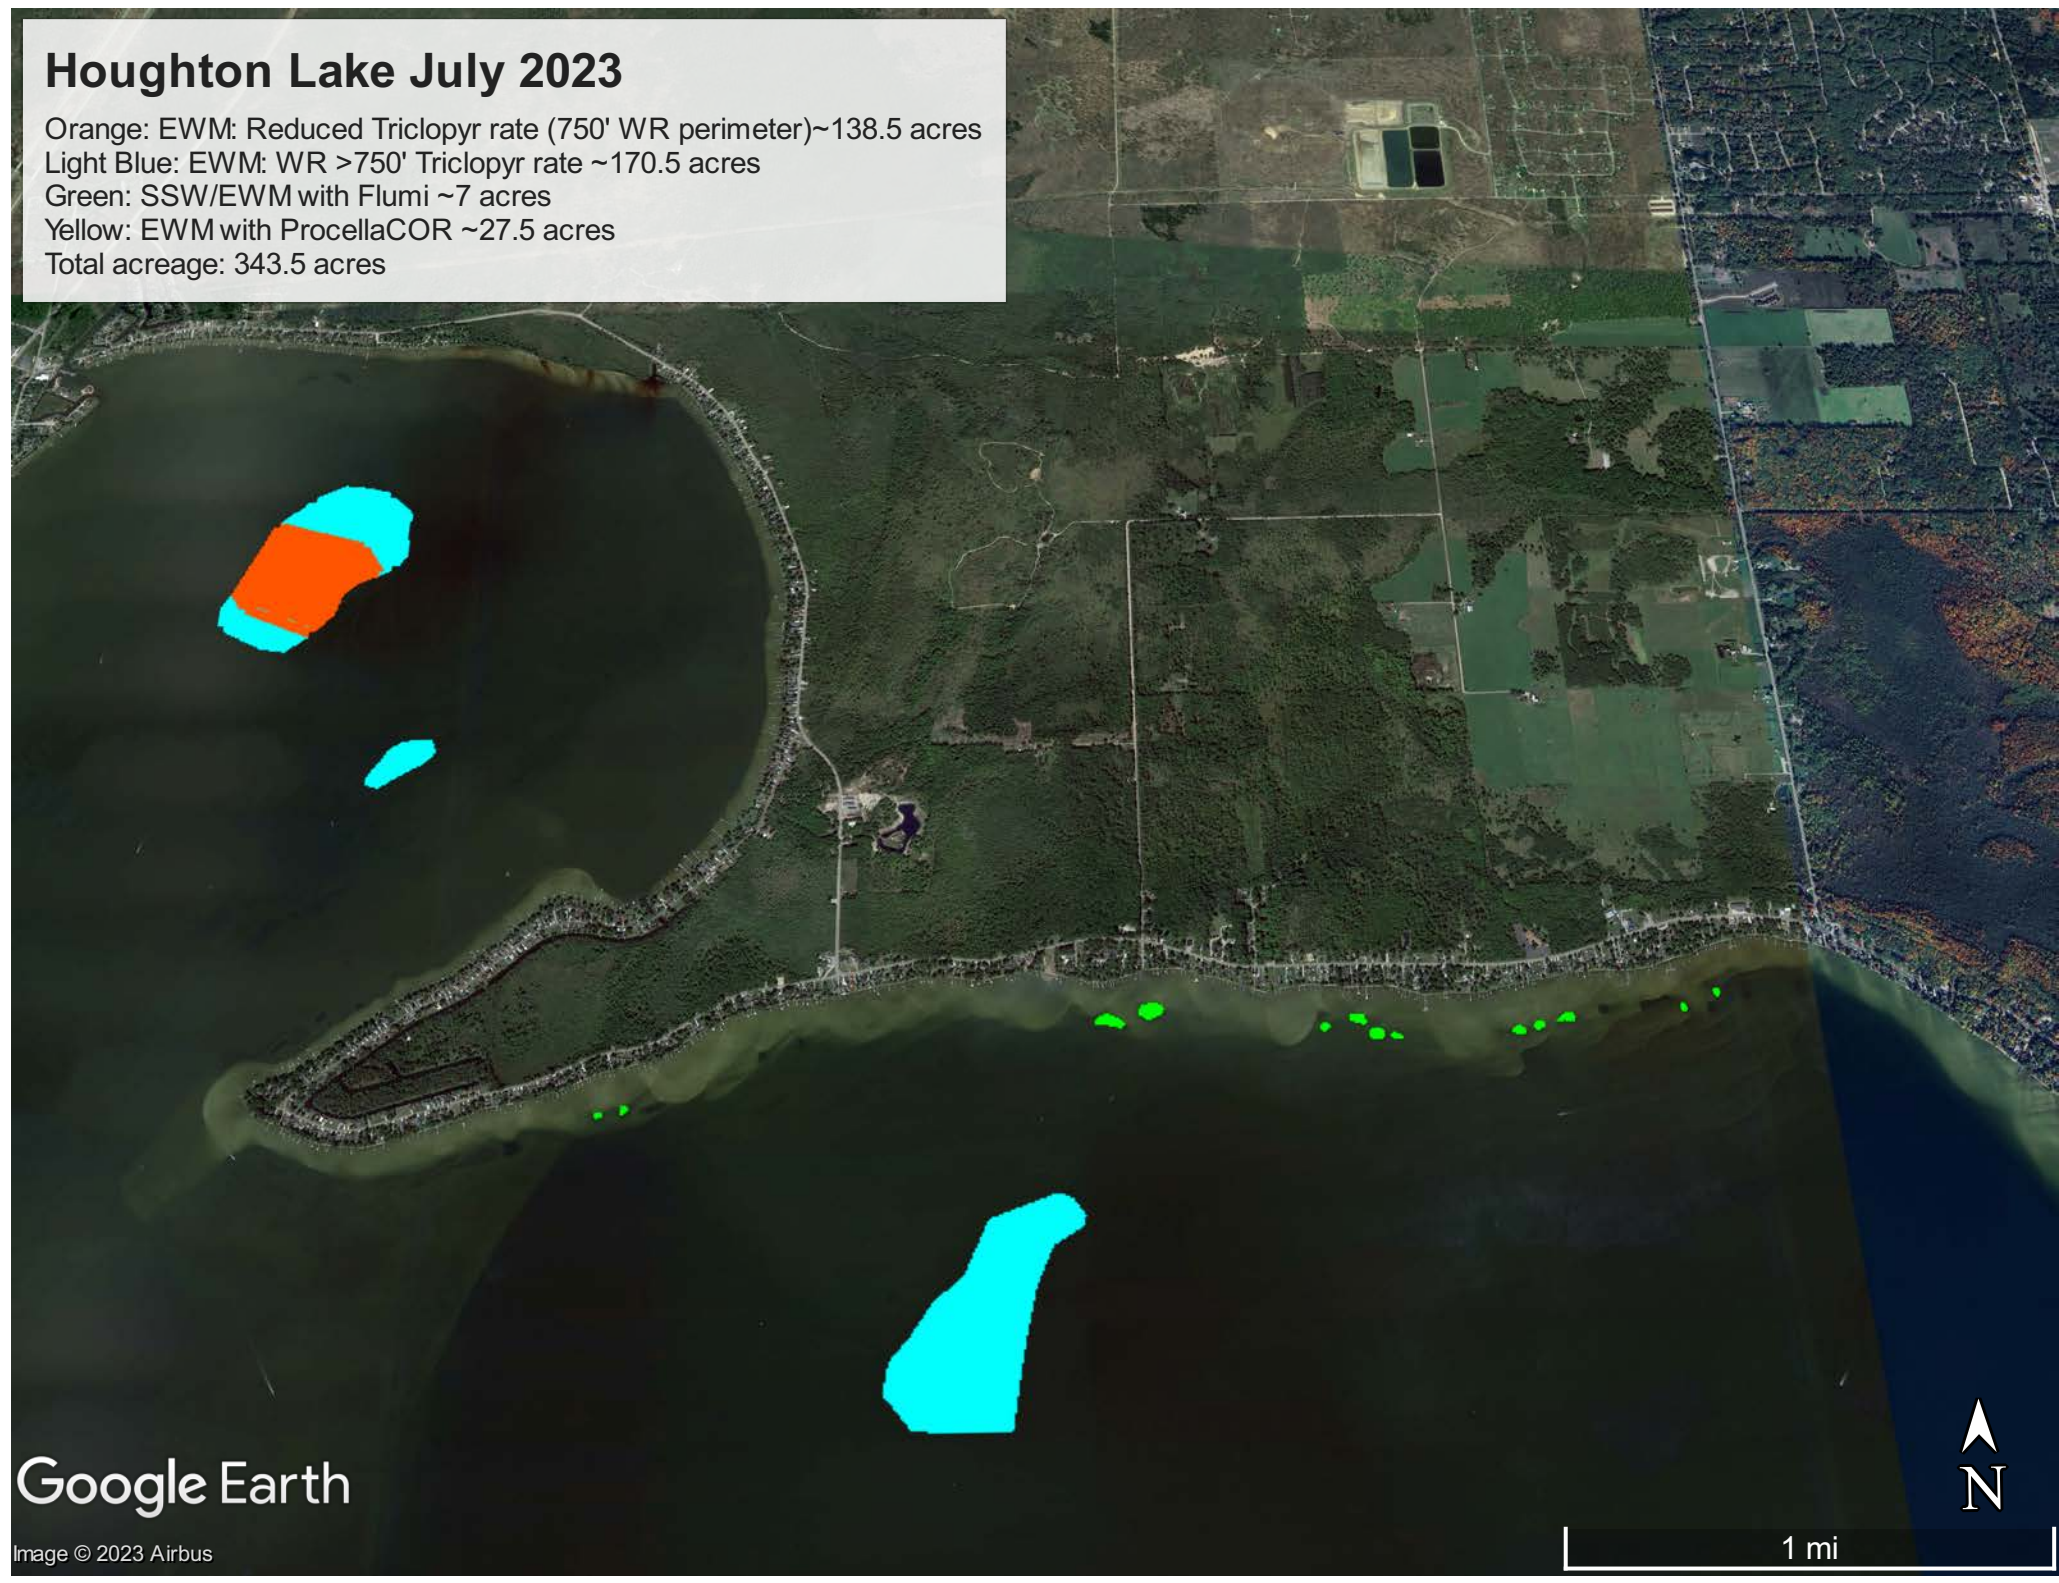 Houghton Lake July 2023
Orange: EWM: Reduced Triclopyr rate (750' WR perimeter)~138.5 acres
Light Blue: EWM: WR >750' Triclopyr rate ~170.5 acres
Green: SSW/EWM with Flumi ~7 acres
Yellow: EWM with ProcellaCOR ~27.5 acres
Total acreage: 343.5 acres
N
Google Earth
1 mi
Image © 2023 Airbus